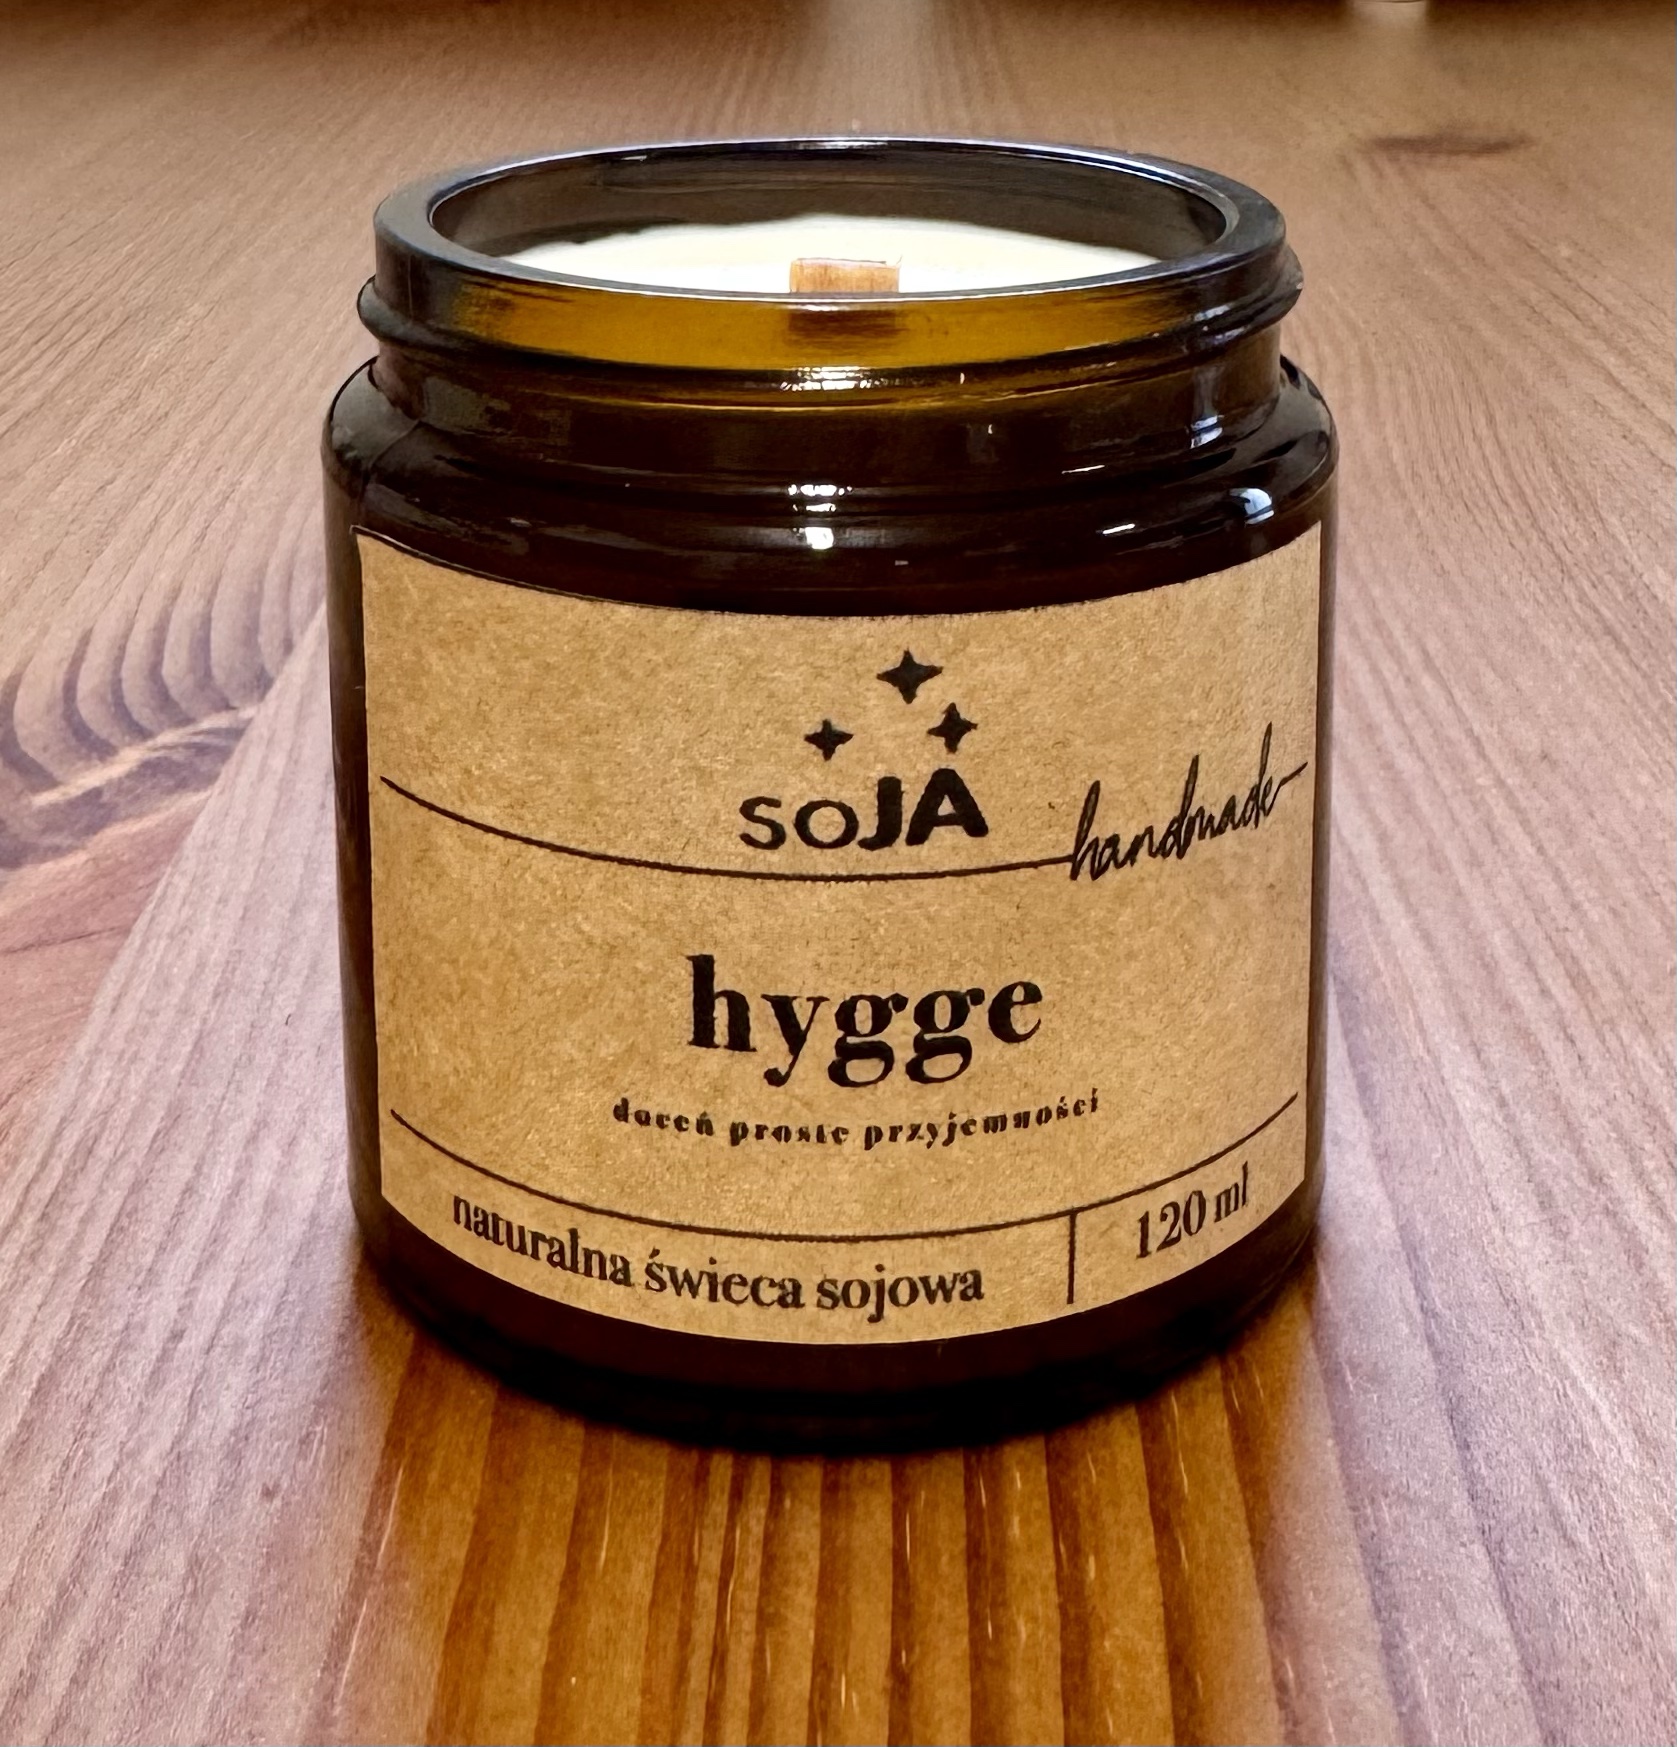 soJA
handmade
hygge
doceń proste przyjemności
naturalna świeca sojowa
120 ml